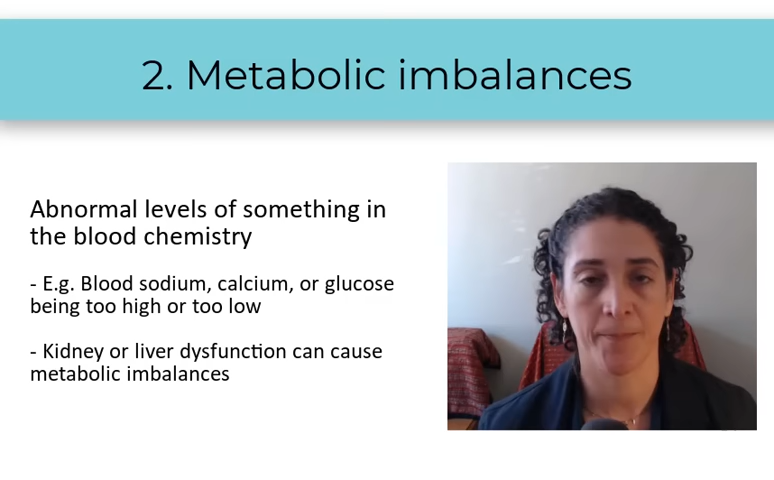 2. Metabolic imbalances
Abnormal levels of something in
the blood chemistry
- E.g. Blood sodium, calcium, or glucose
being too high or too low
- Kidney or liver dysfunction can cause
metabolic imbalances